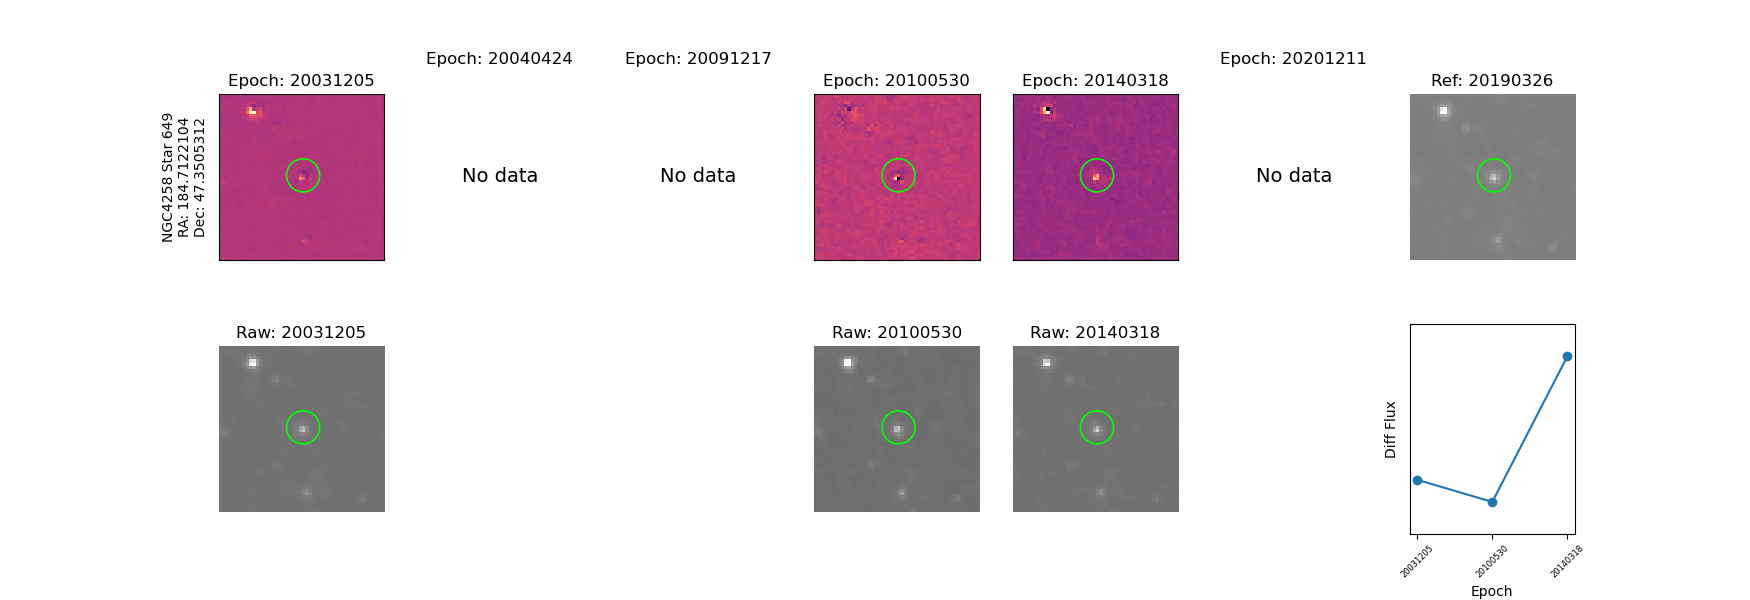 Epoch: 20040424
Epoch: 20091217
Epoch: 20201211
Epoch: 20031205
Epoch: 20100530
Epoch: 20140318
Ref: 20190326
NGC4258 Star 649
RA: 184.7122104
Dec: 47.3505312
No data
No data
No data
Raw: 20031205
Raw: 20100530
Raw: 20140318
Diff Flux
20031205
20100530
20140318
Epoch